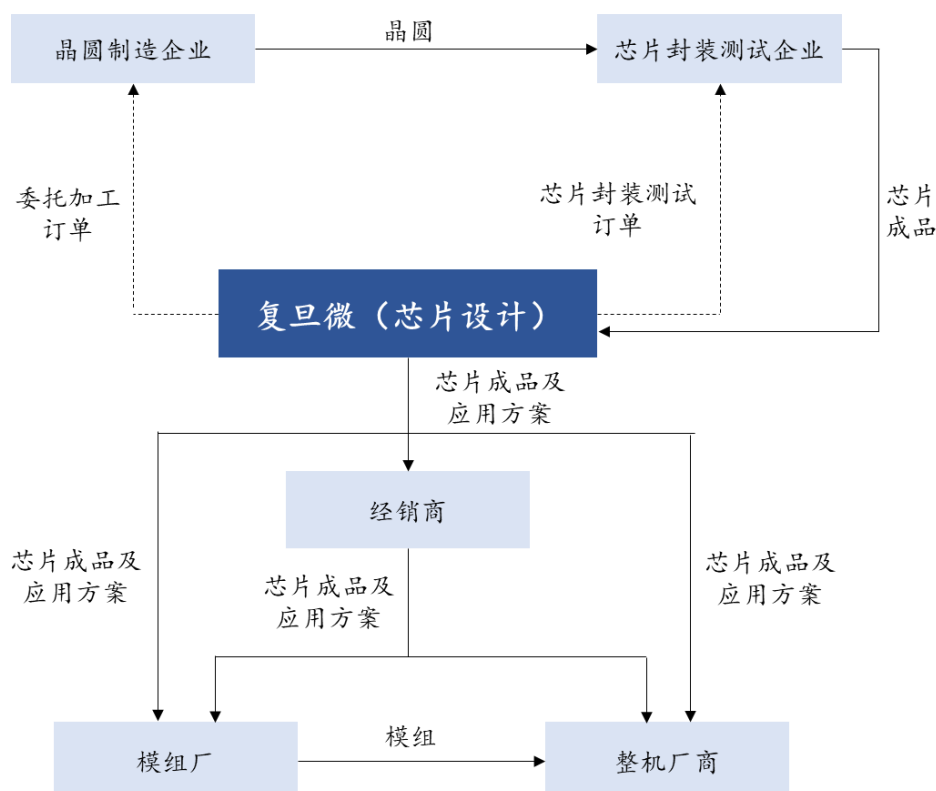 晶圆制造企业
晶圆
芯片封装测试企业
委托加工
订单
芯片封装测试
订单
芯片
成品
复旦微（芯片设计）
芯片成品及
应用方案
经销商
芯片成品及
应用方案
芯片成品及
应用方案
芯片成品及
应用方案
模组厂
模组
整机厂商